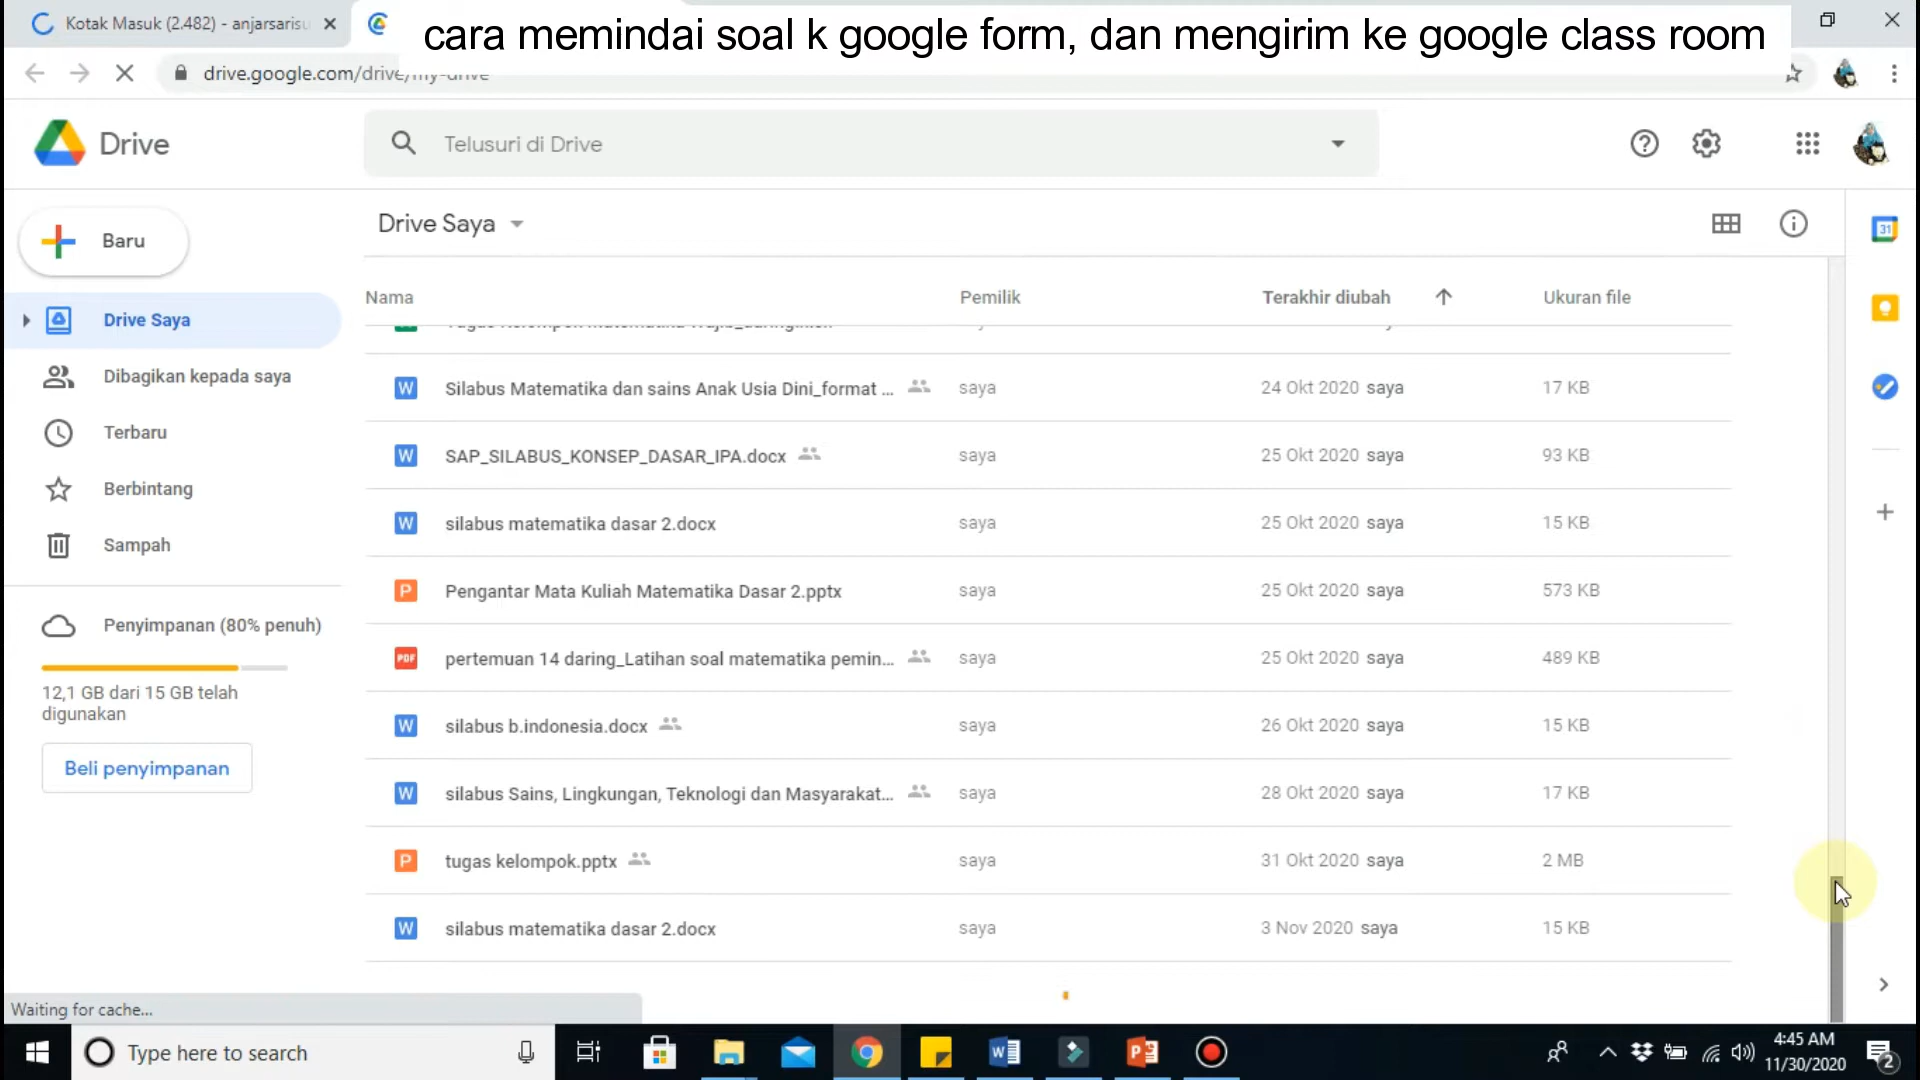 Kotak Masuk (2.482) - anjarsarisu
cara memindai soal k google form, dan mengirim ke google class room
drive.google.com/drive/my-drive
Drive
Telusuri di Drive
Baru
Drive Saya
31
Nama
Pemilik
Terakhir diubah
Ukuran file
Drive Saya
Dibagikan kepada saya
Terbaru
Berbintang
Sampah
Penyimpanan (80% penuh)
12,1 GB dari 15 GB telah
digunakan
Beli penyimpanan
W Silabus Matematika dan sains Anak Usia Dini_format ... saya 24 Okt 2020 saya 17 KB
W SAP_SILABUS_KONSEP_DASAR_IPA.docx saya 25 Okt 2020 saya 93 KB
W silabus matematika dasar 2.docx saya 25 Okt 2020 saya 15 KB
P Pengantar Mata Kuliah Matematika Dasar 2.pptx saya 25 Okt 2020 saya 573 KB
PDF pertemuan 14 daring_Latihan soal matematika pemin... saya 25 Okt 2020 saya 489 KB
W silabus b.indonesia.docx saya 26 Okt 2020 saya 15 KB
W silabus Sains, Lingkungan, Teknologi dan Masyarakat... saya 28 Okt 2020 saya 17 KB
P tugas kelompok.pptx saya 31 Okt 2020 saya 2 MB
W silabus matematika dasar 2.docx saya 3 Nov 2020 saya 15 KB
Waiting for cache...
Type here to search
4:45 AM
11/30/2020
2